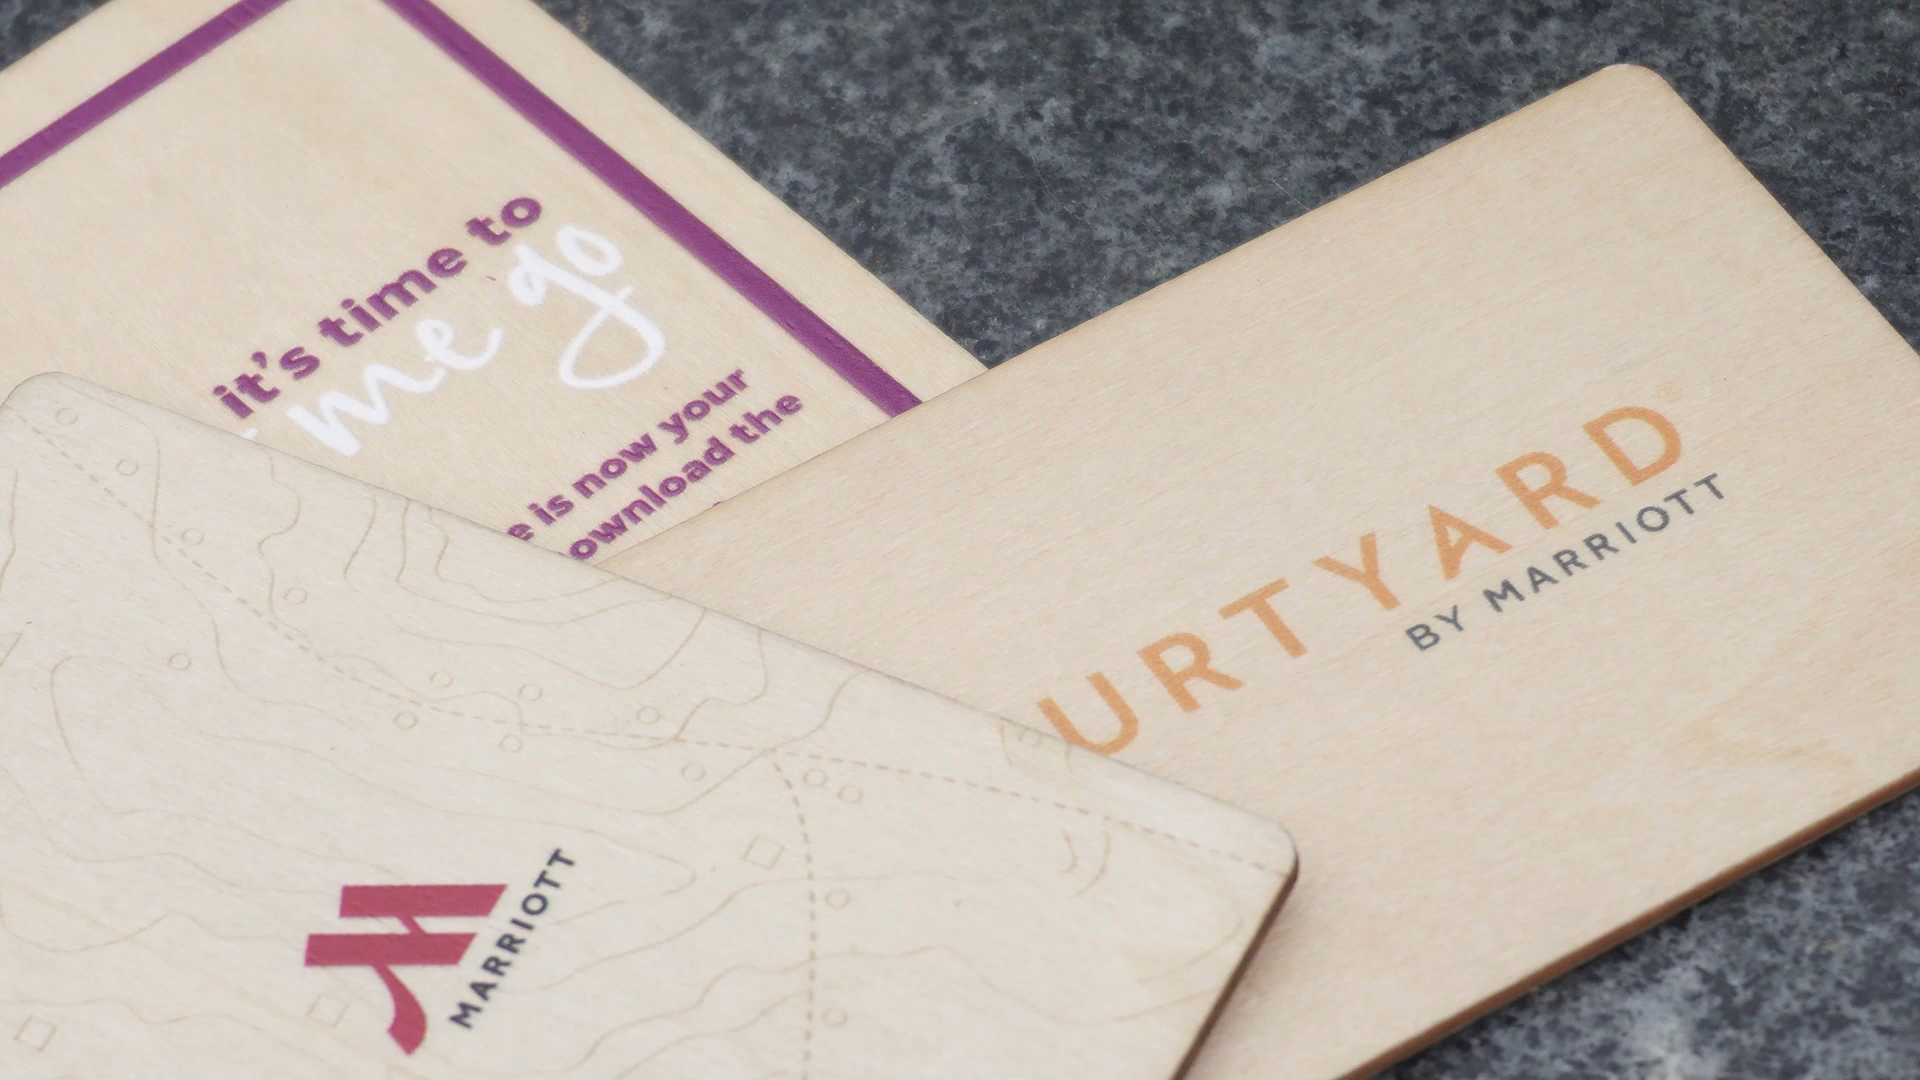 it's time to
me go
is now your
ownload the
URTYARD®
BY MARRIOTT
MARRIOTT